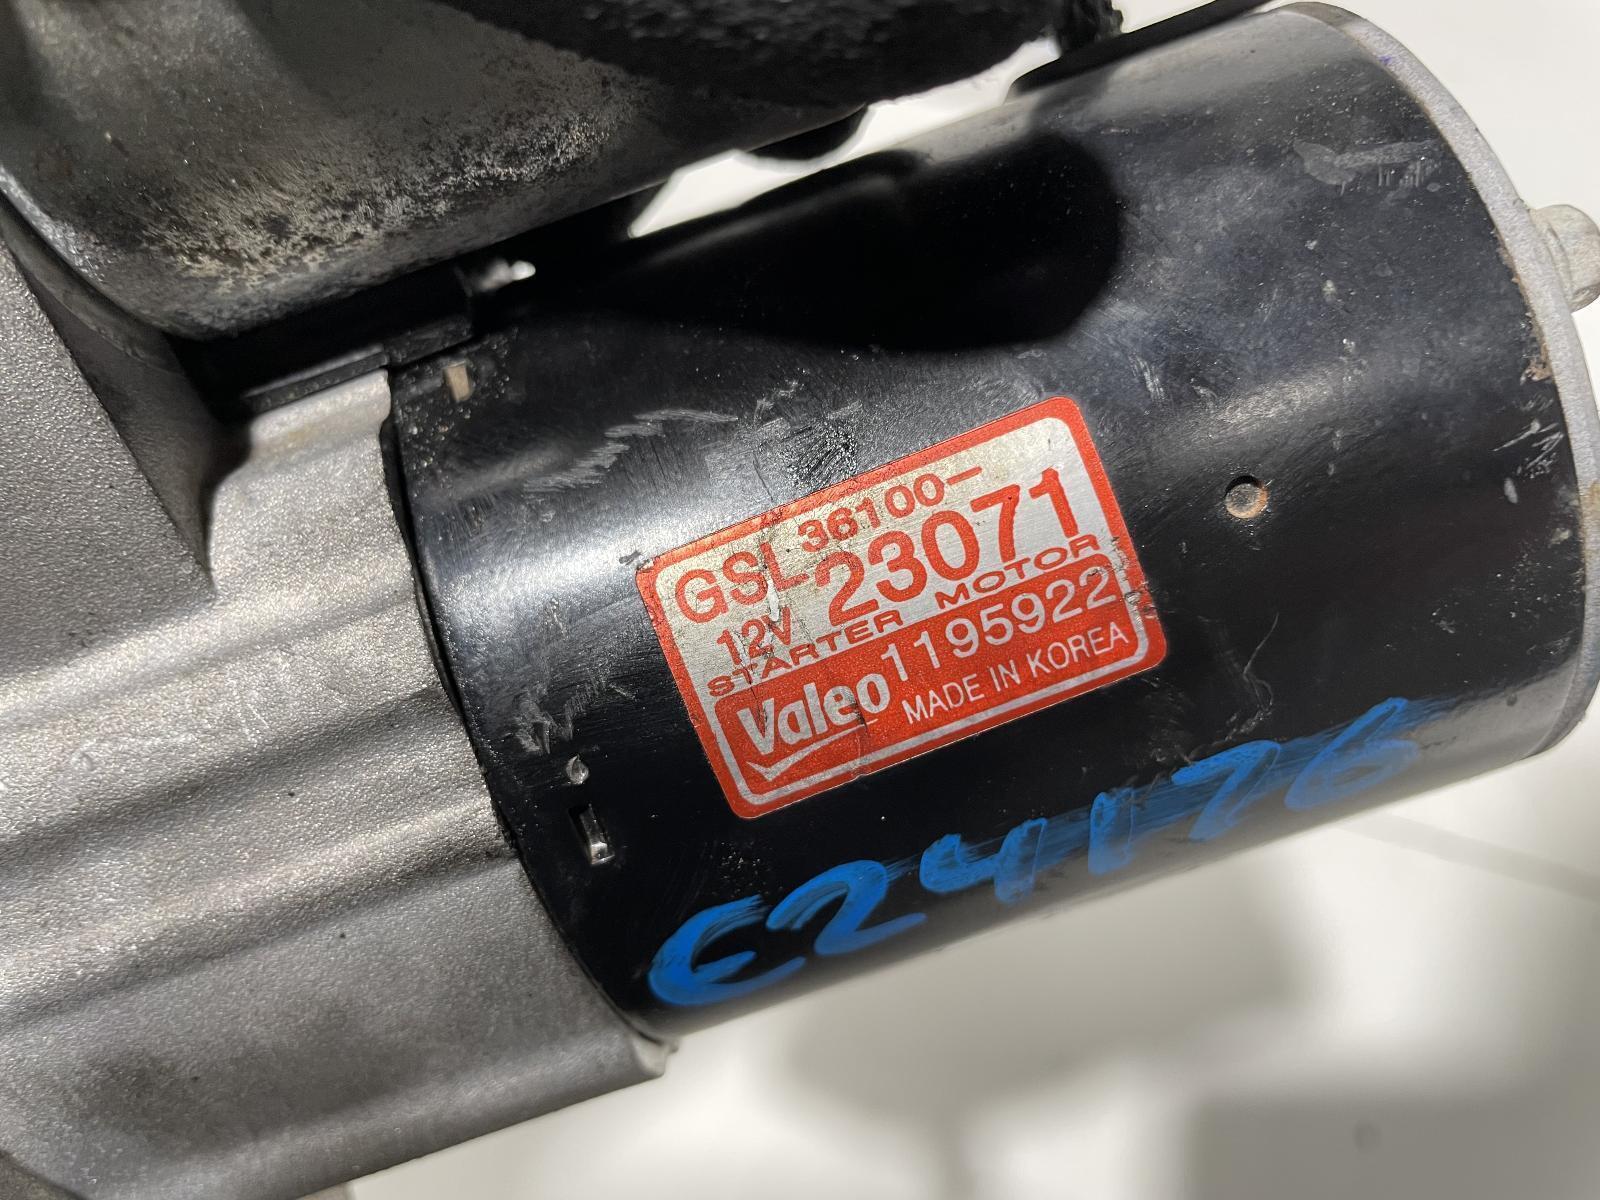 GSL 36100-
12V 23071
STARTER MOTOR
Valeo 1195922
MADE IN KOREA
E24176